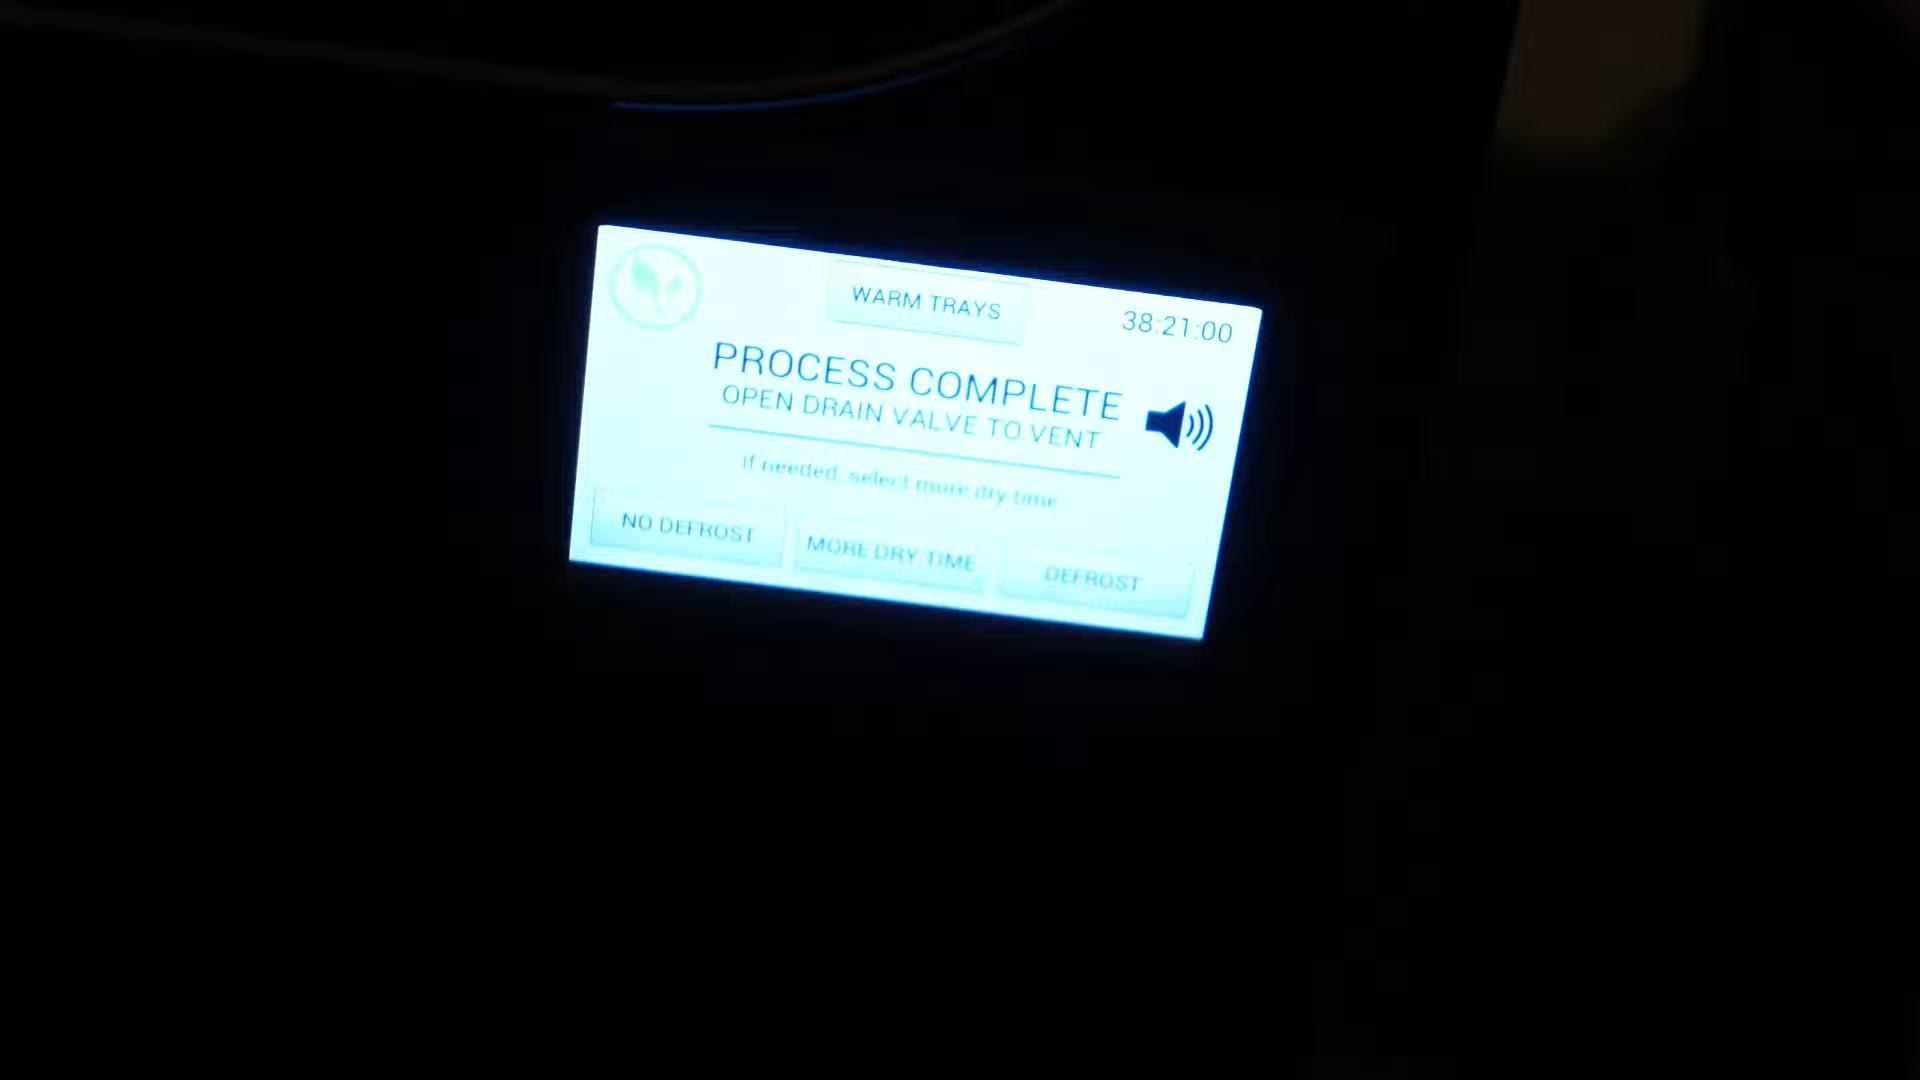 WARM TRAYS
38:21:00
PROCESS COMPLETE
OPEN DRAIN VALVE TO VENT
If needed, select more dry time
NO DEFROST
MORE DRY TIME
DEFROST